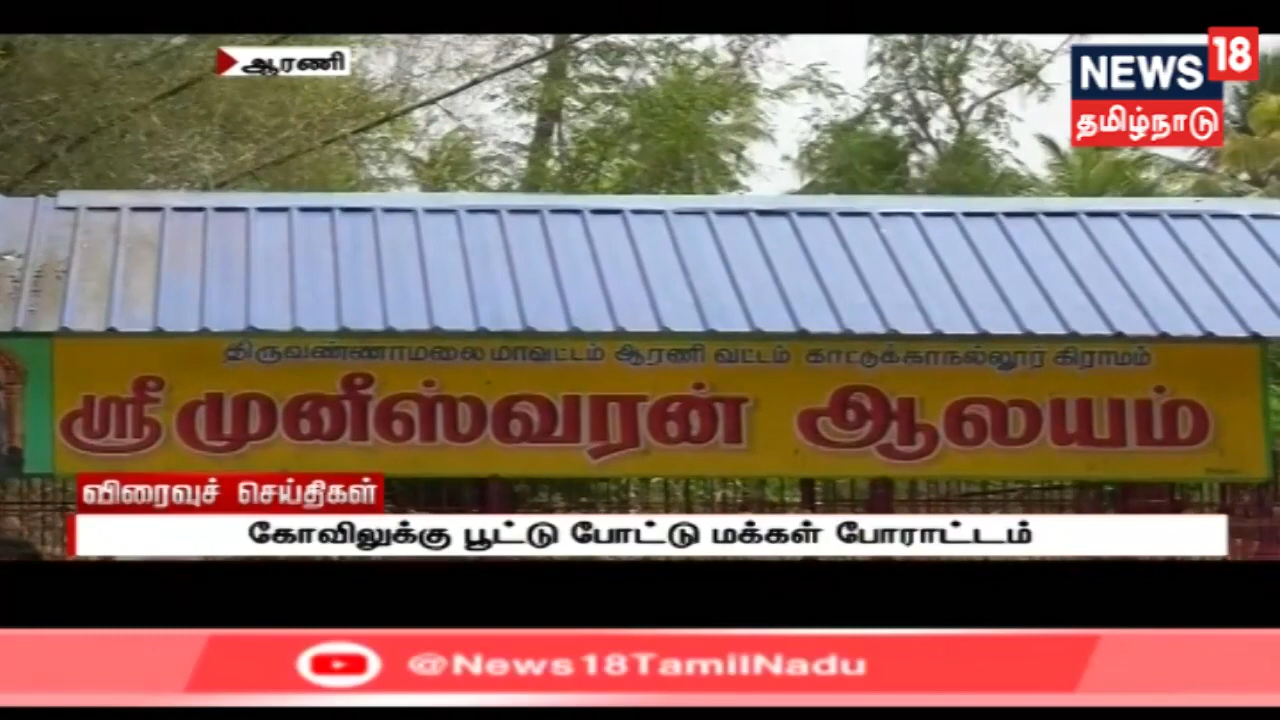 ஆரணி
NEWS 18
தமிழ்நாடு
திருவண்ணாமலை மாவட்டம் ஆரணி வட்டம் காட்டுக்காநல்லூர் கிராமம்
ஸ்ரீ முனீஸ்வரன் ஆலயம்
விரைவுச் செய்திகள்
கோவிலுக்கு பூட்டு போட்டு மக்கள் போராட்டம்
@News18TamilNadu